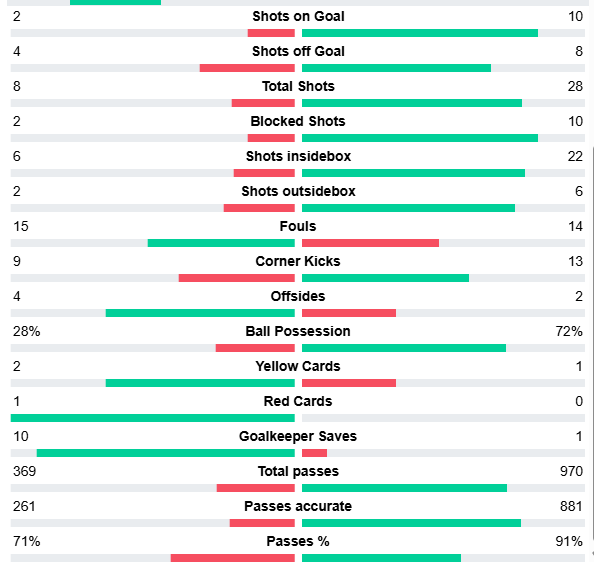 2 Shots on Goal 10
4 Shots off Goal 8
8 Total Shots 28
2 Blocked Shots 10
6 Shots insidebox 22
2 Shots outsidebox 6
15 Fouls 14
9 Corner Kicks 13
4 Offsides 2
28% Ball Possession 72%
2 Yellow Cards 1
1 Red Cards 0
10 Goalkeeper Saves 1
369 Total passes 970
261 Passes accurate 881
71% Passes % 91%